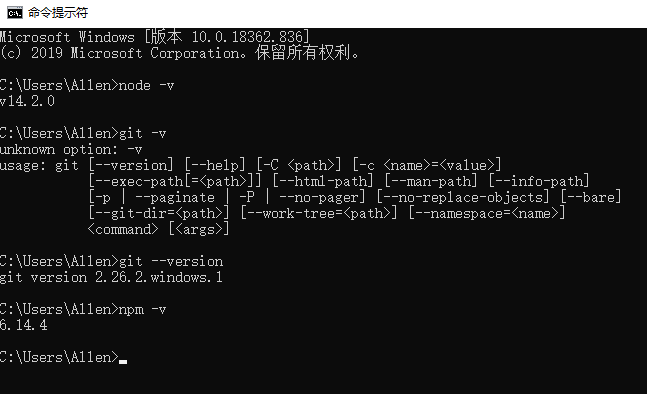 命令提示符
Microsoft Windows [版本 10.0.18362.836]
(c) 2019 Microsoft Corporation。保留所有权利。
C:\Users\Allen>node -v
v14.2.0
C:\Users\Allen>git -v
unknown option: -v
usage: git [--version] [--help] [-C <path>] [-c <name>=<value>]
[--exec-path[=<path>]] [--html-path] [--man-path] [--info-path]
[-p | --paginate | -P | --no-pager] [--no-replace-objects] [--bare]
[--git-dir=<path>] [--work-tree=<path>] [--namespace=<name>]
<command> [<args>]
C:\Users\Allen>git --version
git version 2.26.2.windows.1
C:\Users\Allen>npm -v
6.14.4
C:\Users\Allen>